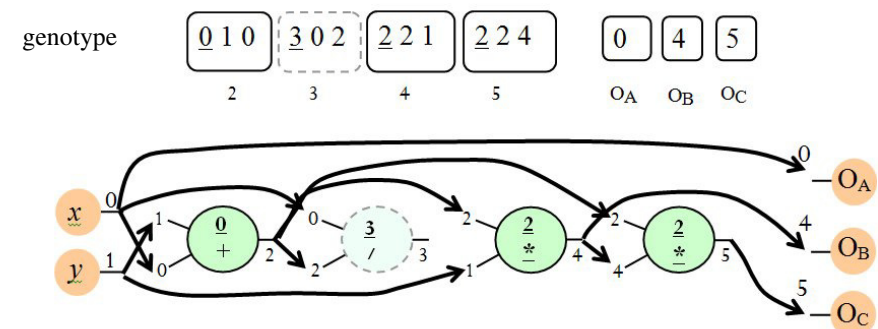 genotype 0 1 0 3 0 2 2 2 1 2 2 4 0 4 5
2 3 4 5 OA OB OC
0 0
x 1 0 + 0 3 / 2 2 * 2 2 * OA
0 2 2 3 1 4 4 5 4
y 1 OB
5
OC